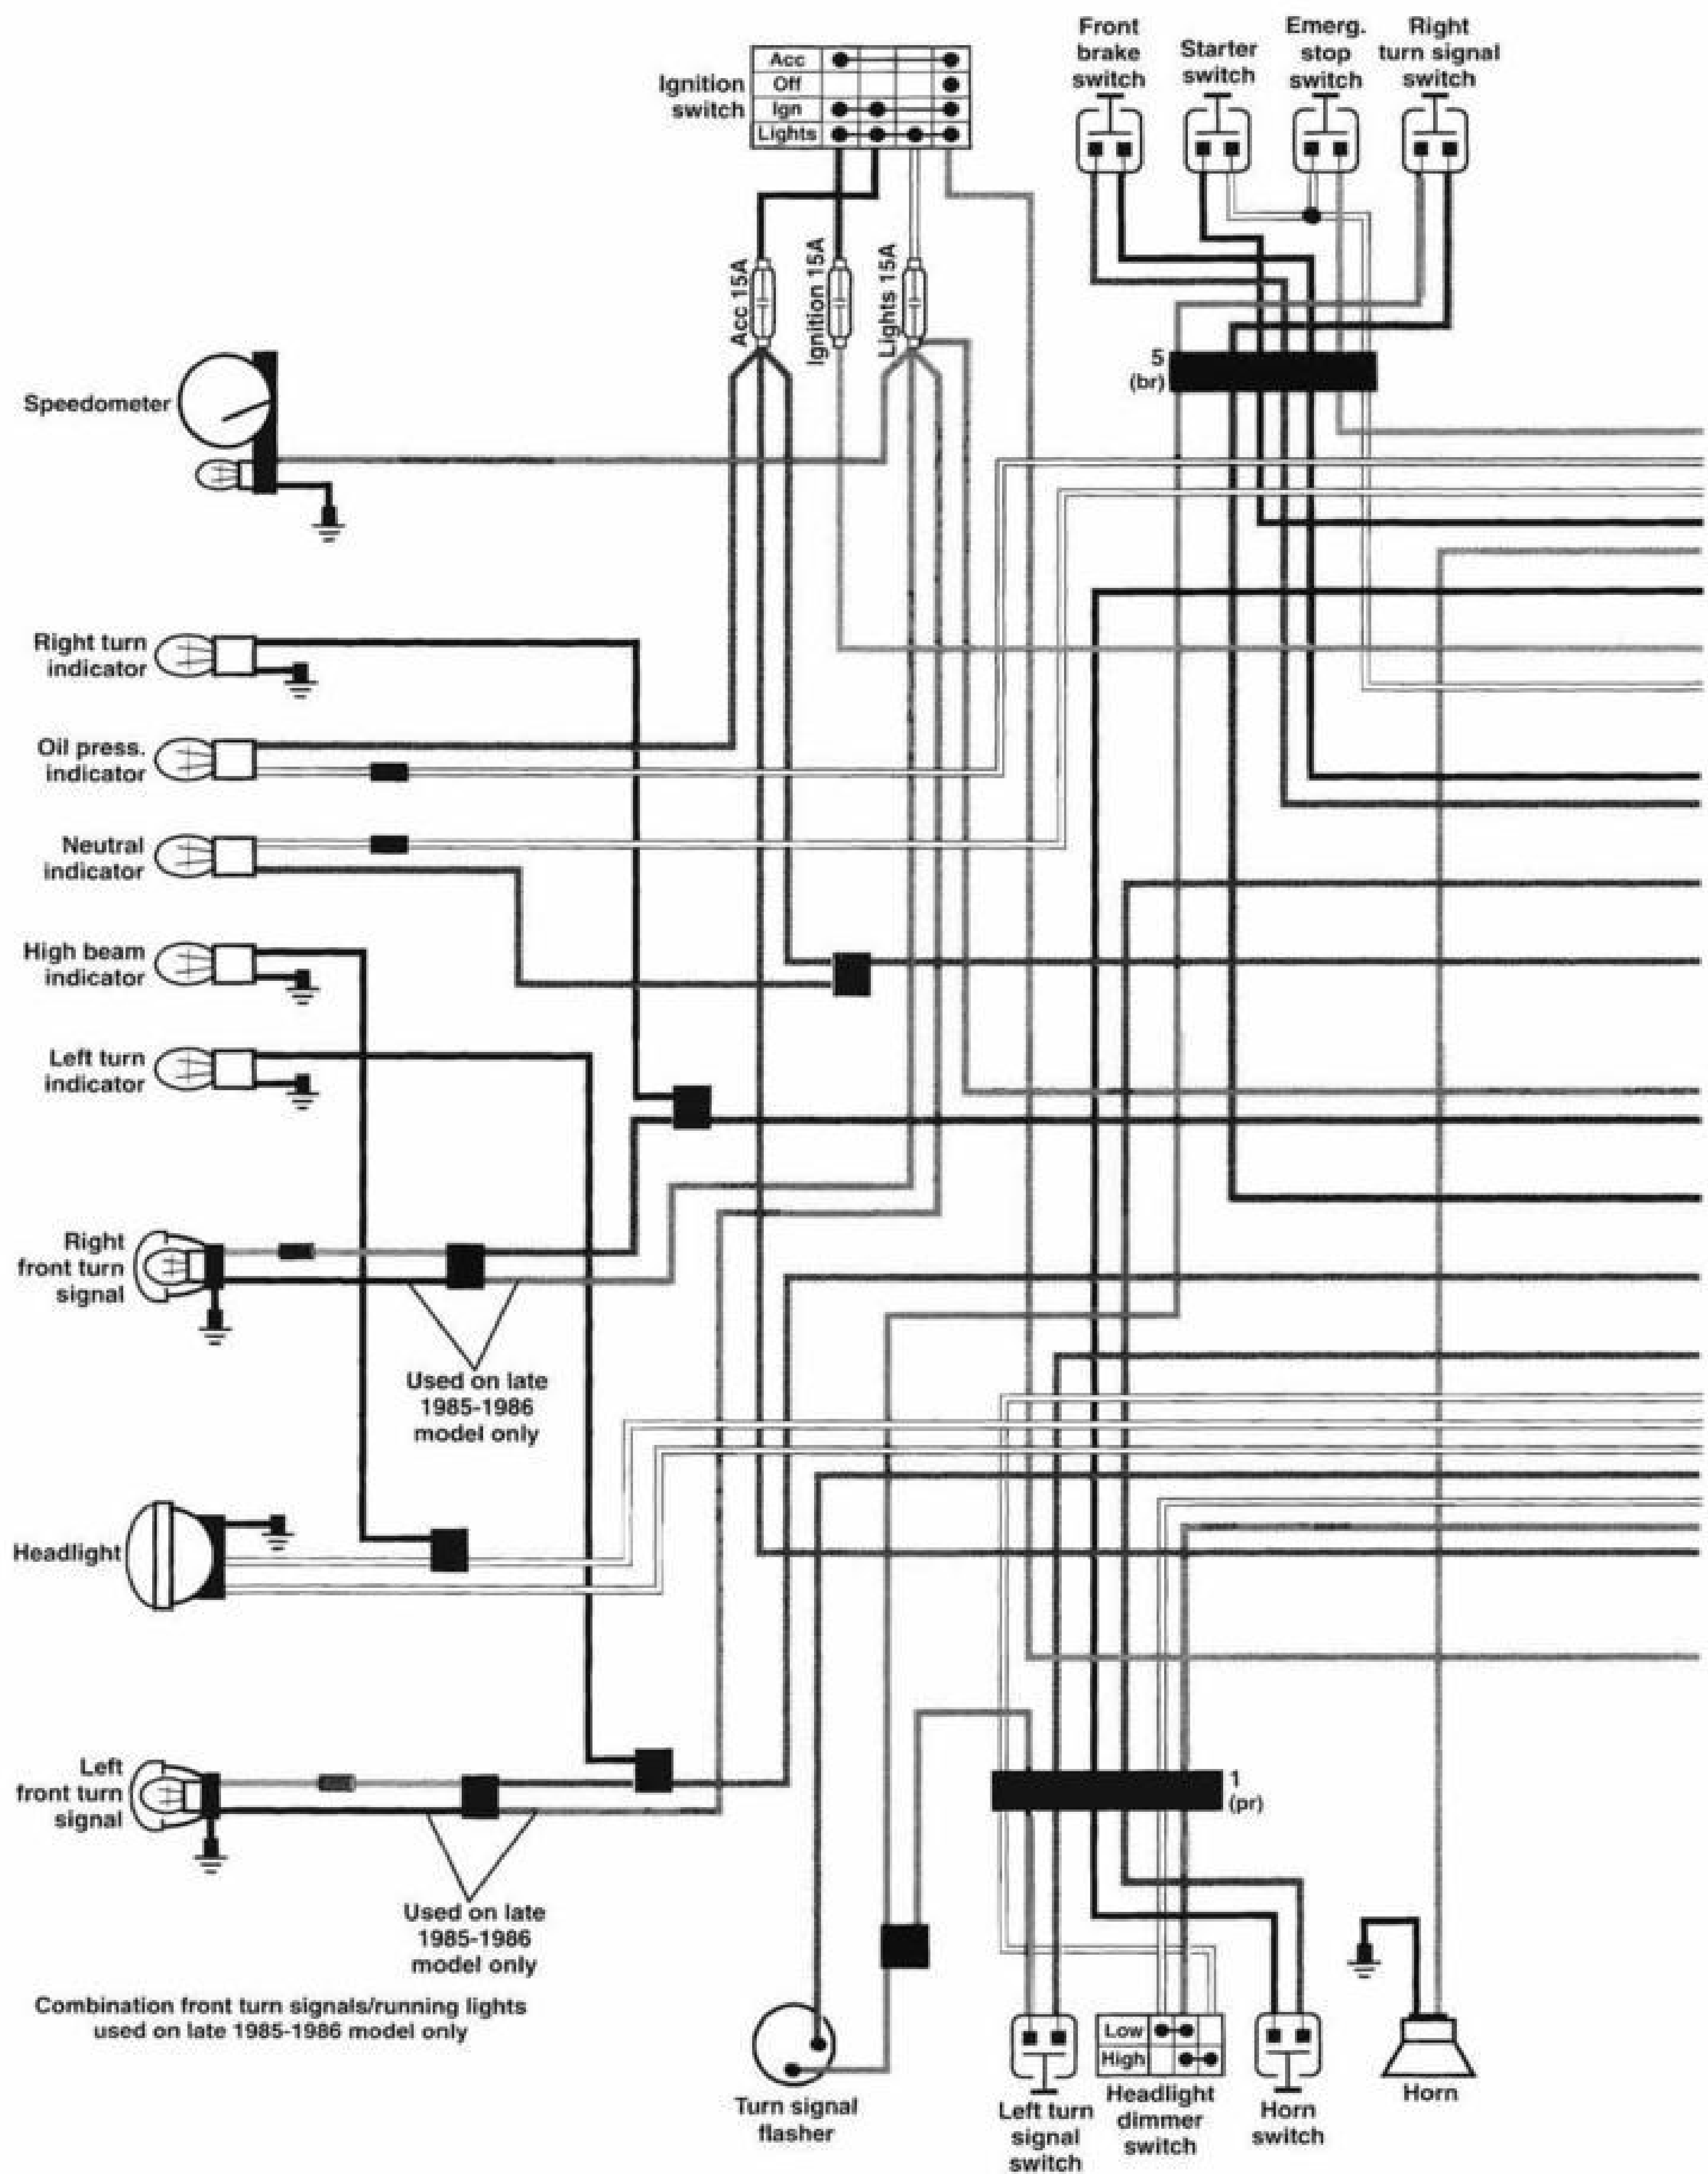 Front
brake
switch
Starter
switch
Emerg.
stop
switch
Right
turn signal
switch
Ignition
switch
Acc
Off
Ign
Lights
Acc 15A
Ignition 15A
Lights 15A
5
(br)
Speedometer
Right turn
indicator
Oil press.
indicator
Neutral
indicator
High beam
indicator
Left turn
indicator
Right
front turn
signal
Used on late
1985-1986
model only
Headlight
Left
front turn
signal
1
(pr)
Used on late
1985-1986
model only
Combination front turn signals/running lights
used on late 1985-1986 model only
Turn signal
flasher
Left turn
signal
switch
Low
High
Headlight
dimmer
switch
Horn
switch
Horn